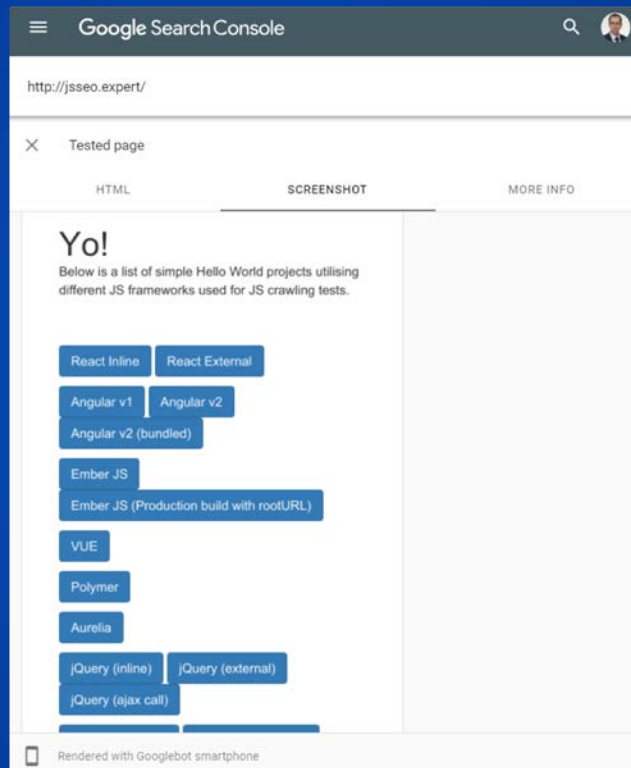 Google Search Console
http://jsseo.expert/
Tested page
HTML SCREENSHOT MORE INFO
Yo!
Below is a list of simple Hello World projects utilising
different JS frameworks used for JS crawling tests.
React Inline React External
Angular v1 Angular v2
Angular v2 (bundled)
Ember JS
Ember JS (Production build with rootURL)
VUE
Polymer
Aurelia
jQuery (inline) jQuery (external)
jQuery (ajax call)
Rendered with Googlebot smartphone